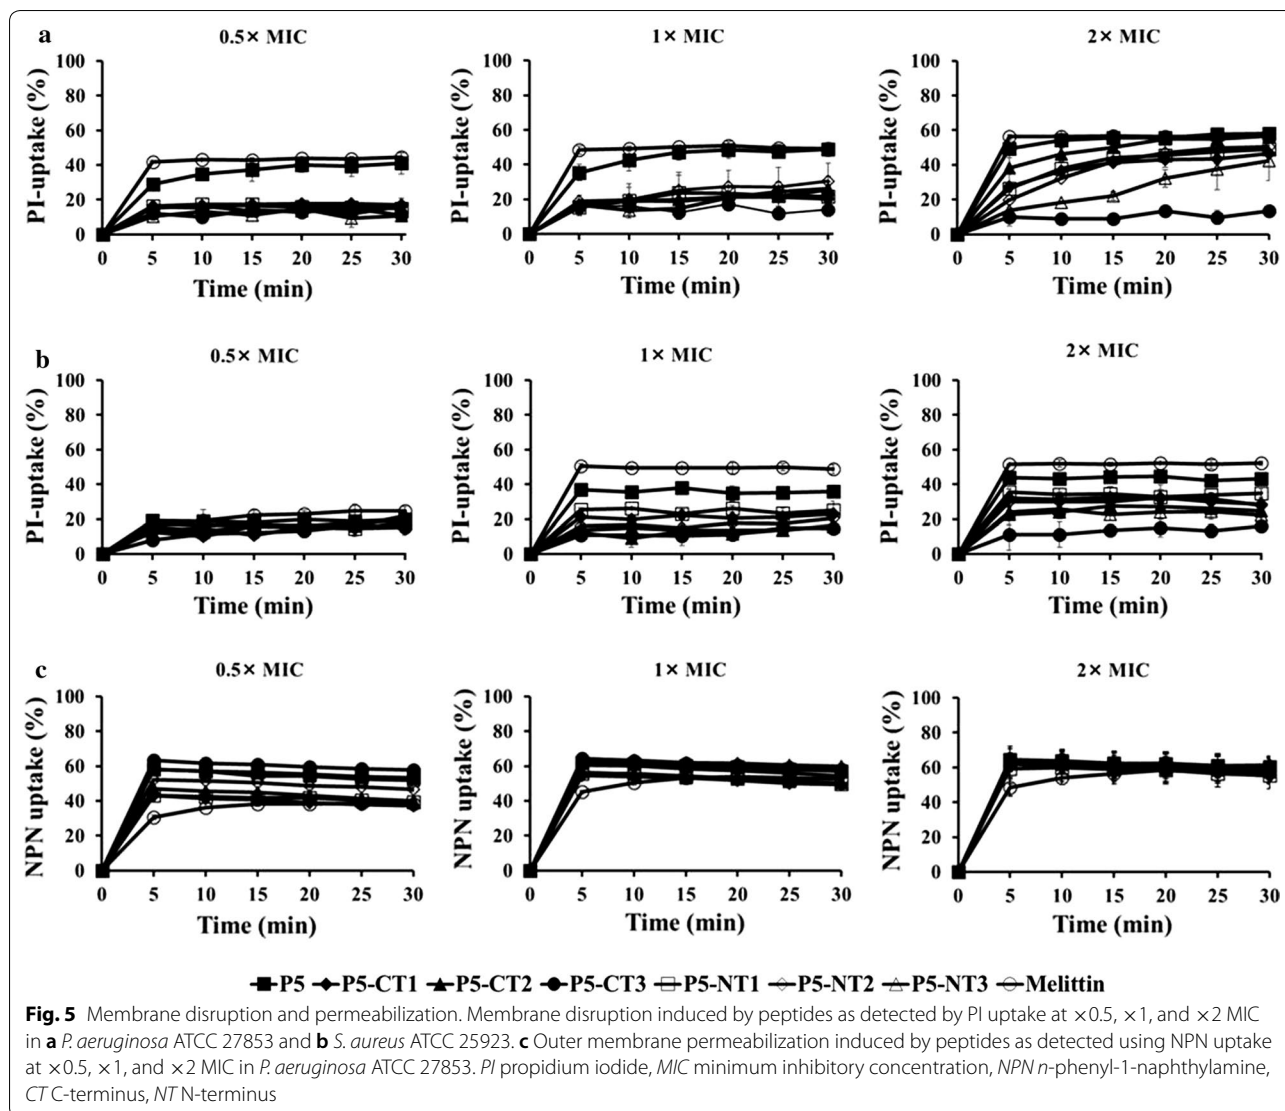 a
0.5× MIC
1× MIC
2× MIC
PI-uptake (%)
100
80
60
40
20
0
0 5 10 15 20 25 30
Time (min)
PI-uptake (%)
100
80
60
40
20
0
0 5 10 15 20 25 30
Time (min)
PI-uptake (%)
100
80
60
40
20
0
0 5 10 15 20 25 30
Time (min)
b
0.5× MIC
1× MIC
2× MIC
PI-uptake (%)
100
80
60
40
20
0
0 5 10 15 20 25 30
Time (min)
PI-uptake (%)
100
80
60
40
20
0
0 5 10 15 20 25 30
Time (min)
PI-uptake (%)
100
80
60
40
20
0
0 5 10 15 20 25 30
Time (min)
c
0.5× MIC
1× MIC
2× MIC
NPN uptake (%)
100
80
60
40
20
0
0 5 10 15 20 25 30
Time (min)
NPN uptake (%)
100
80
60
40
20
0
0 5 10 15 20 25 30
Time (min)
NPN uptake (%)
100
80
60
40
20
0
0 5 10 15 20 25 30
Time (min)
P5 P5-CT1 P5-CT2 P5-CT3 P5-NT1 P5-NT2 P5-NT3 Melittin
Fig. 5 Membrane disruption and permeabilization. Membrane disruption induced by peptides as detected by PI uptake at ×0.5, ×1, and ×2 MIC
in a P. aeruginosa ATCC 27853 and b S. aureus ATCC 25923. c Outer membrane permeabilization induced by peptides as detected using NPN uptake
at ×0.5, ×1, and ×2 MIC in P. aeruginosa ATCC 27853. PI propidium iodide, MIC minimum inhibitory concentration, NPN n-phenyl-1-naphthylamine,
CT C-terminus, NT N-terminus